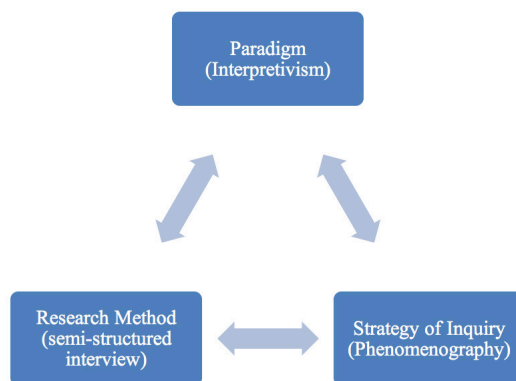 Paradigm
(Interpretivism)
Research Method
(semi-structured
interview)
Strategy of Inquiry
(Phenomenography)